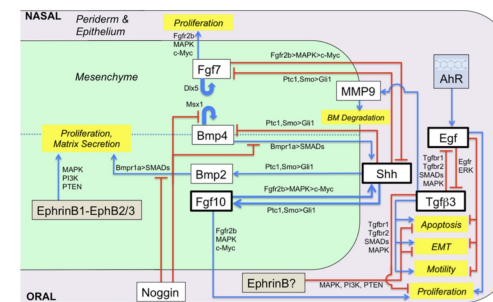 NASAL
Periderm &
Epithelium
Proliferation
Fgfr2b
MAPK
c-Myc
Fgfr2b>MAPK>c-Myc
Mesenchyme
Fgf7
Ptc1,Smo>Gli1
Dlx5
Msx1
MMP9
AhR
BM Degradation
Ptc1,Smo>Gli1
Proliferation,
Matrix Secretion
Bmp4
Egf
Bmpr1a>SMADs
Tgfbr1
Tgfbr2
SMADs
MAPK
Egfr
ERK
MAPK
PI3K
PTEN
Bmpr1a>SMADs
Bmp2
Ptc1,Smo>Gli1
Shh
Fgfr2b>MAPK>c-Myc
Tgfβ3
EphrinB1-EphB2/3
Fgf10
Ptc1,Smo>Gli1
Fgfr2b
MAPK
c-Myc
Tgfbr1
Tgfbr2
SMADs
MAPK
Apoptosis
EMT
Motility
EphrinB?
MAPK, PI3K, PTEN
Proliferation
Noggin
ORAL